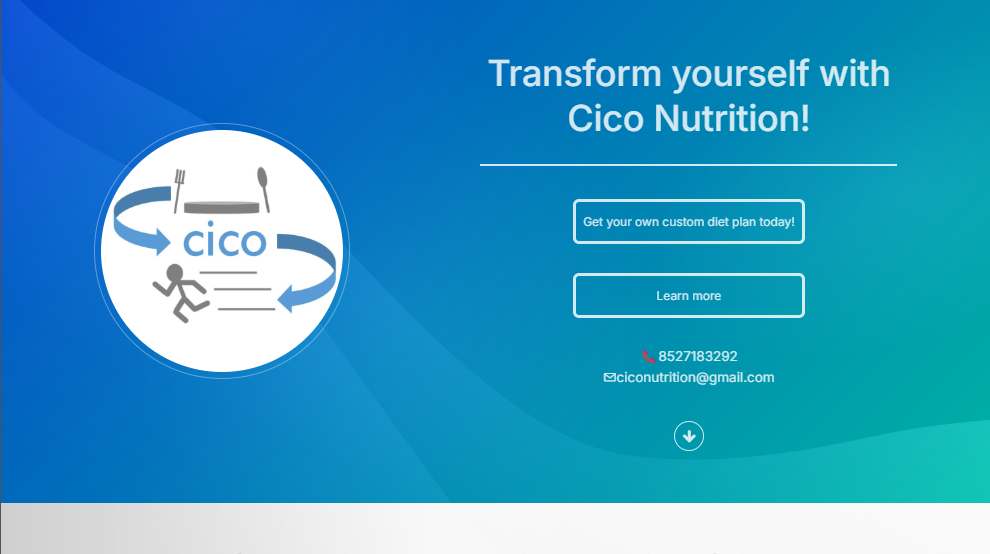 cico
Transform yourself with
Cico Nutrition!
Get your own custom diet plan today!
Learn more
8527183292
ciconutrition@gmail.com